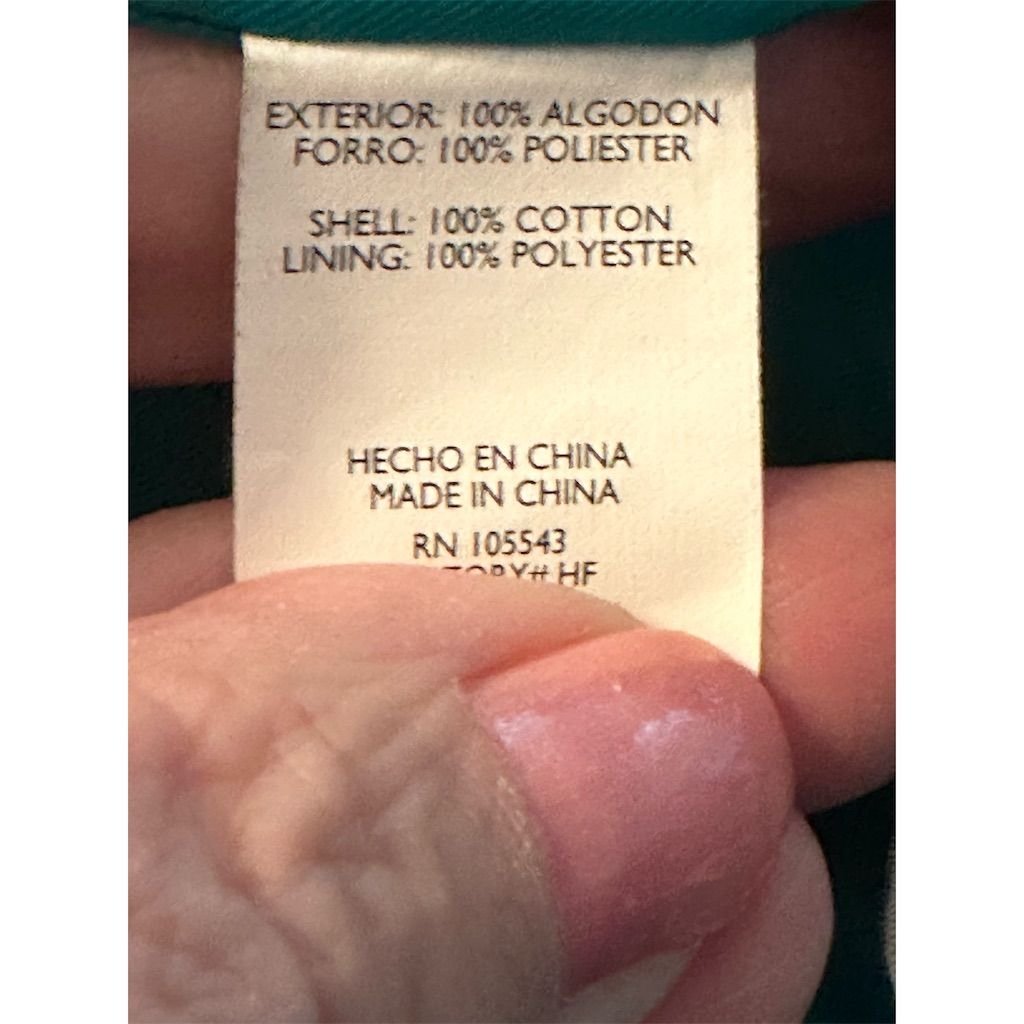 EXTERIOR: 100% ALGODON
FORRO: 100% POLIESTER
SHELL: 100% COTTON
LINING: 100% POLYESTER
HECHO EN CHINA
MADE IN CHINA
RN 105543
HF